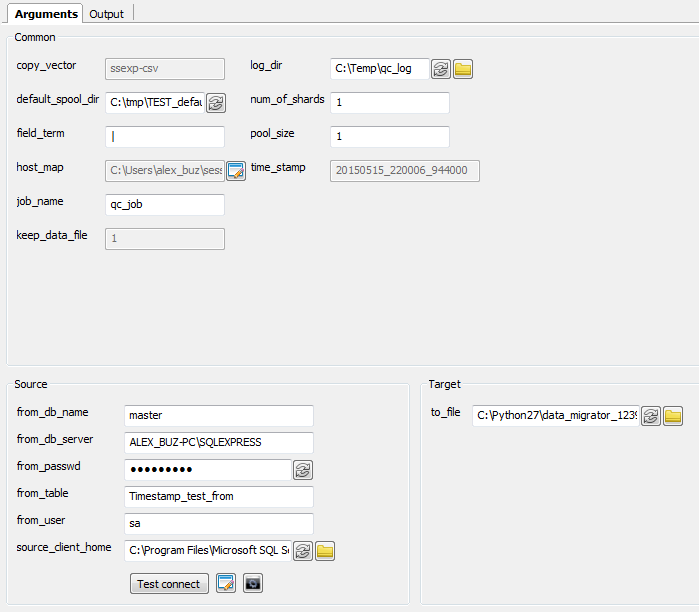 Arguments Output
Common
copy_vector ssexp-csv log_dir C:\Temp\qc_log
default_spool_dir C:\tmp\TEST_defau num_of_shards 1
field_term | pool_size 1
host_map C:\Users\alex_buz\sess time_stamp 20150515_220006_944000
job_name qc_job
keep_data_file 1
Source Target
from_db_name master to_file C:\Python27\data_migrator_1239
from_db_server ALEX_BUZ-PC\SQLEXPRESS
from_passwd ●●●●●●●●●
from_table Timestamp_test_from
from_user sa
source_client_home C:\Program Files\Microsoft SQL Se
Test connect